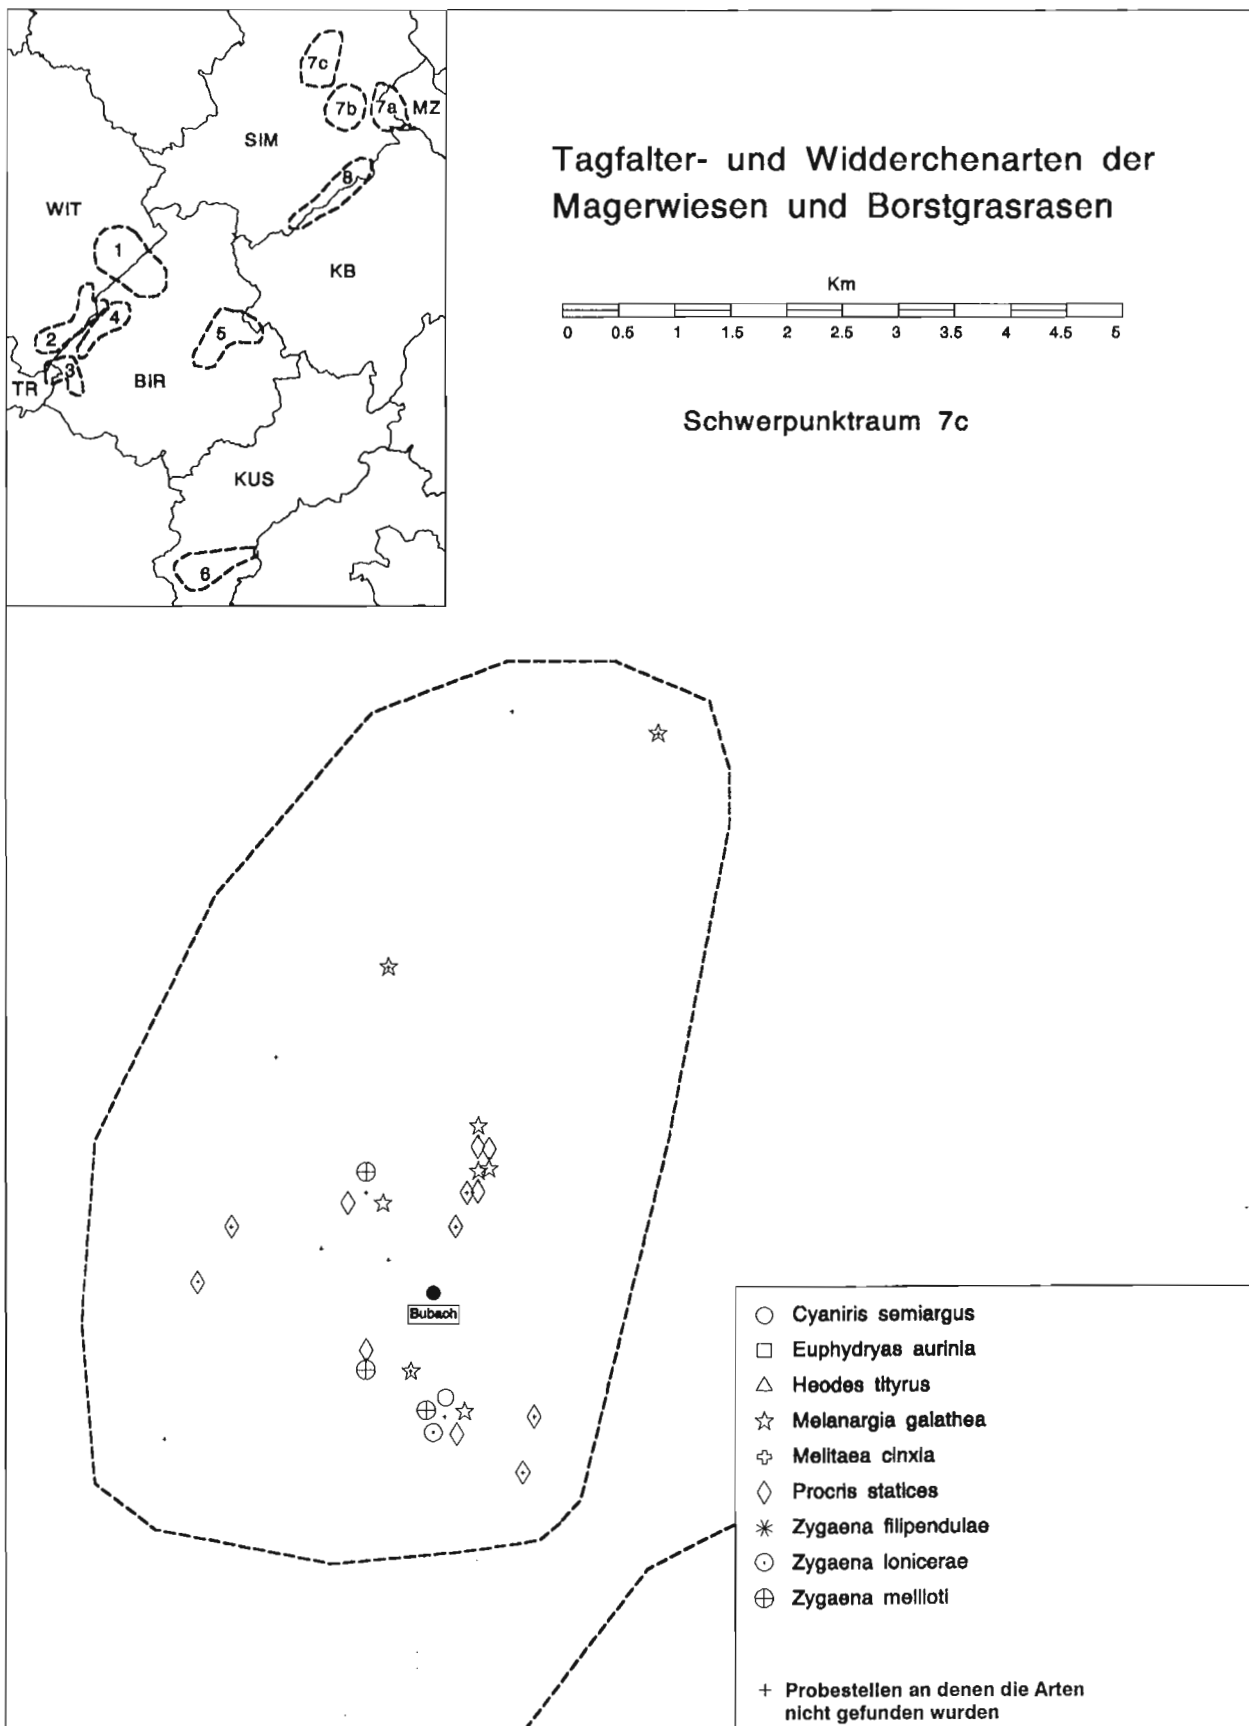 7c
7b
7a
MZ
SIM
8
WIT
1
KB
4
2
5
3
TR
BIR
KUS
6
Tagfalter- und Widderchenarten der
Magerwiesen und Borstgrasrasen
Km
0 0.5 1 1.5 2 2.5 3 3.5 4 4.5 5
Schwerpunktraum 7c
Bubach
Cyaniris semiargus
Euphydryas aurinia
Heodes tityrus
Melanargia galathea
Melitaea cinxia
Procris statices
Zygaena filipendulae
Zygaena lonicerae
Zygaena meliloti
+ Probestellen an denen die Arten
nicht gefunden wurden